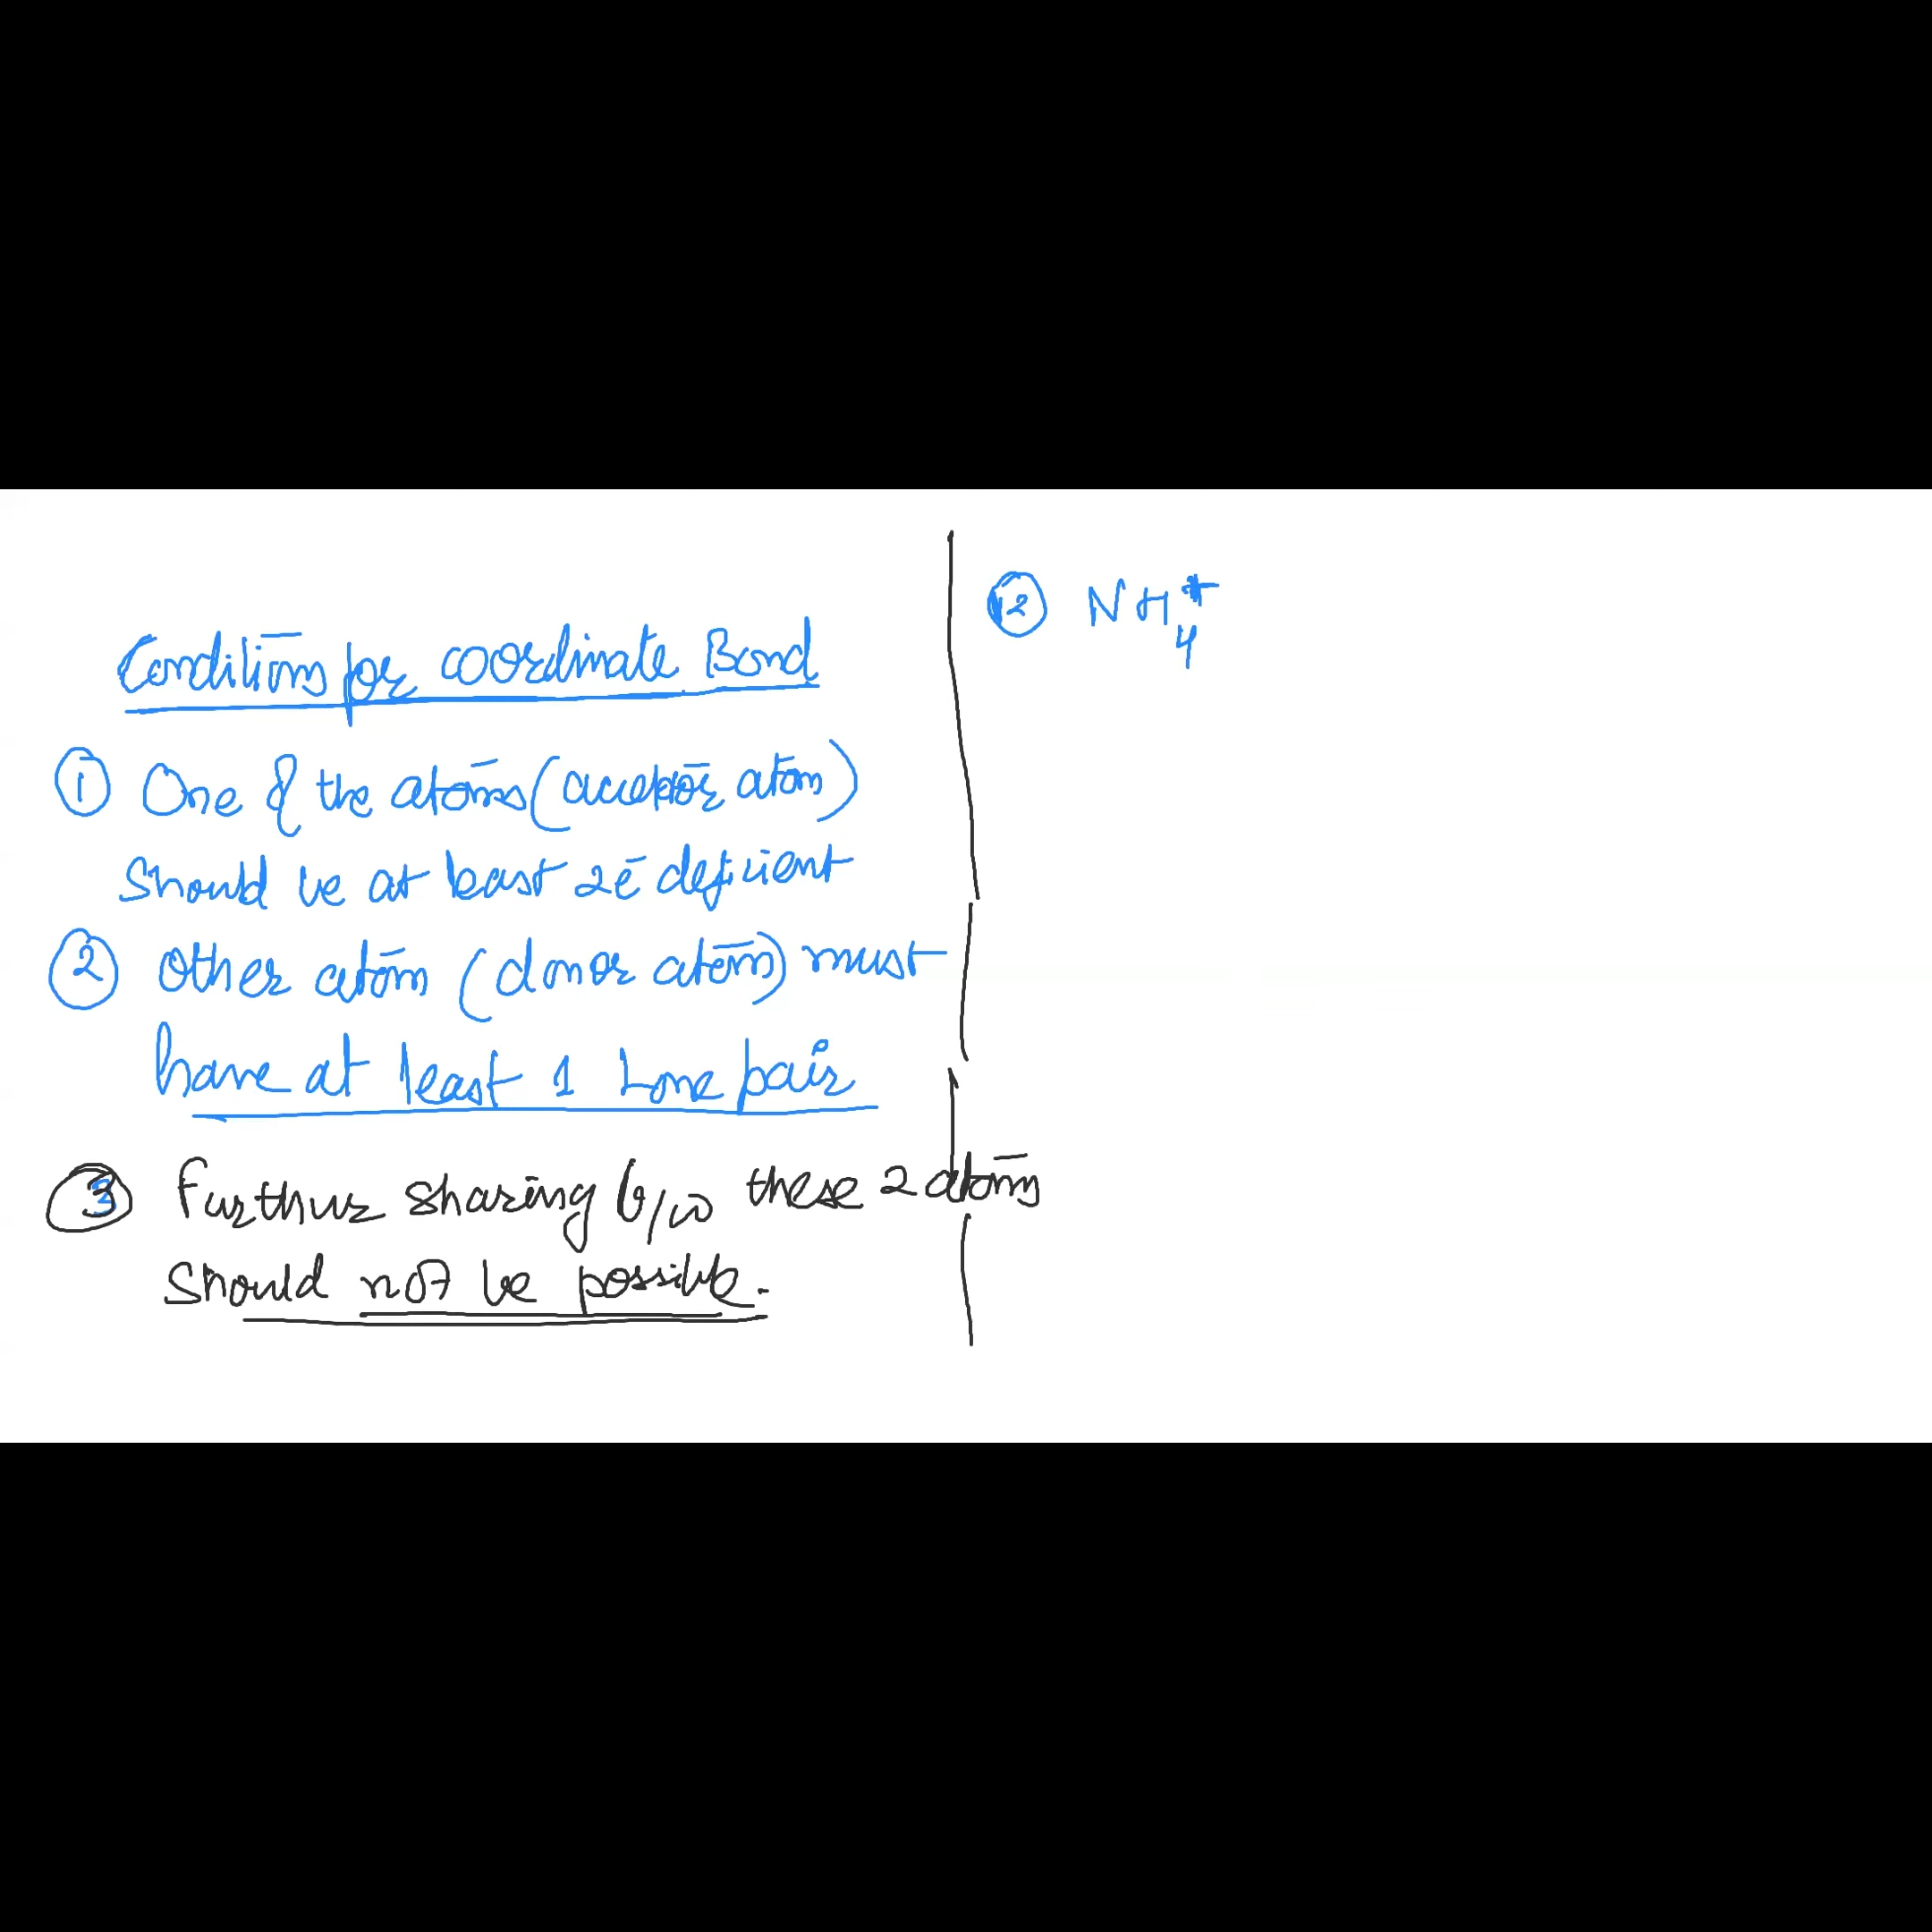 Condition for coordinate Bond
① One of the atoms (acceptor atom)
should be at least 2e⁻ deficient
② Other atom (donor atom) must
have at least 1 lone pair
③ Further sharing b/w these 2 atoms
should not be possible.
② NH₄⁺